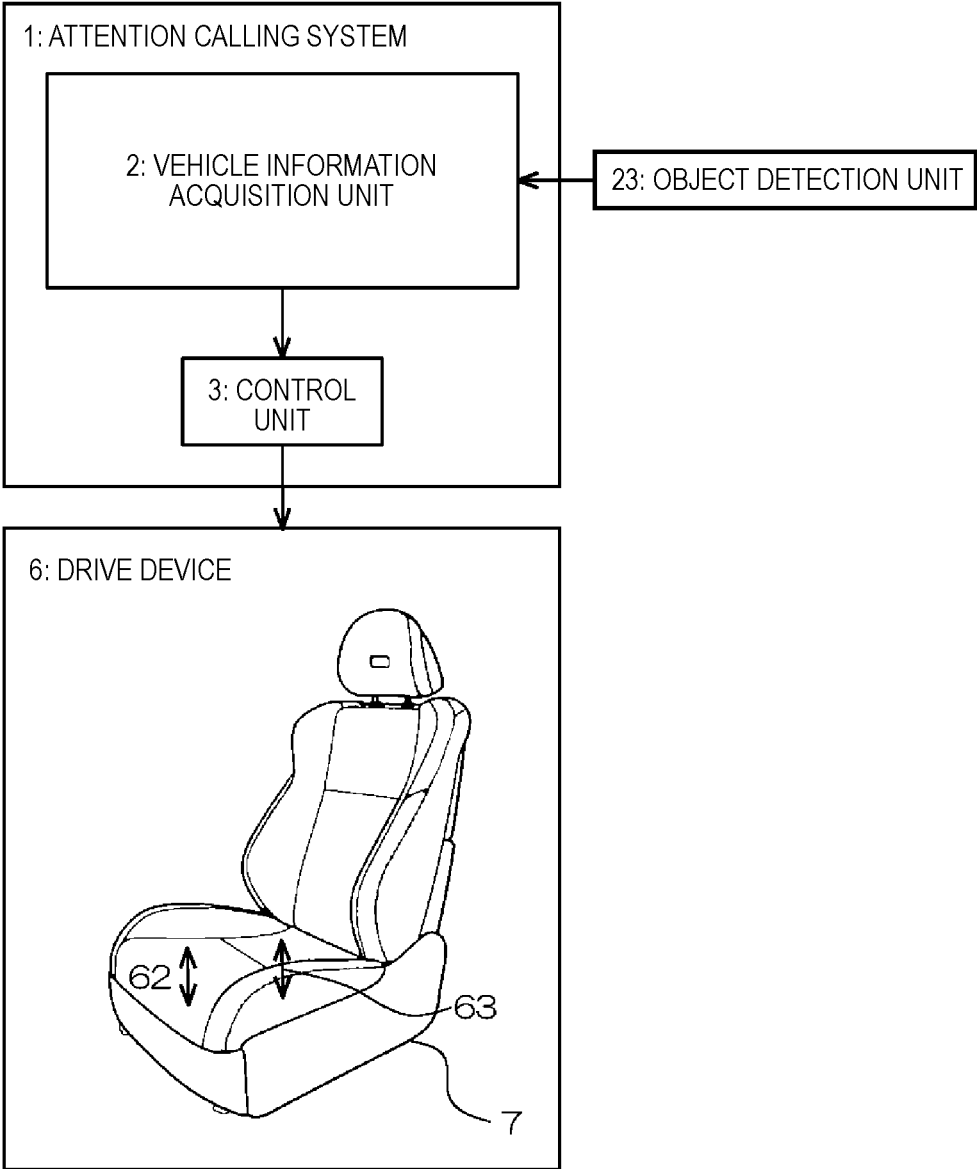 1: ATTENTION CALLING SYSTEM
2: VEHICLE INFORMATION
ACQUISITION UNIT
23: OBJECT DETECTION UNIT
3: CONTROL
UNIT
6: DRIVE DEVICE
62
63
7